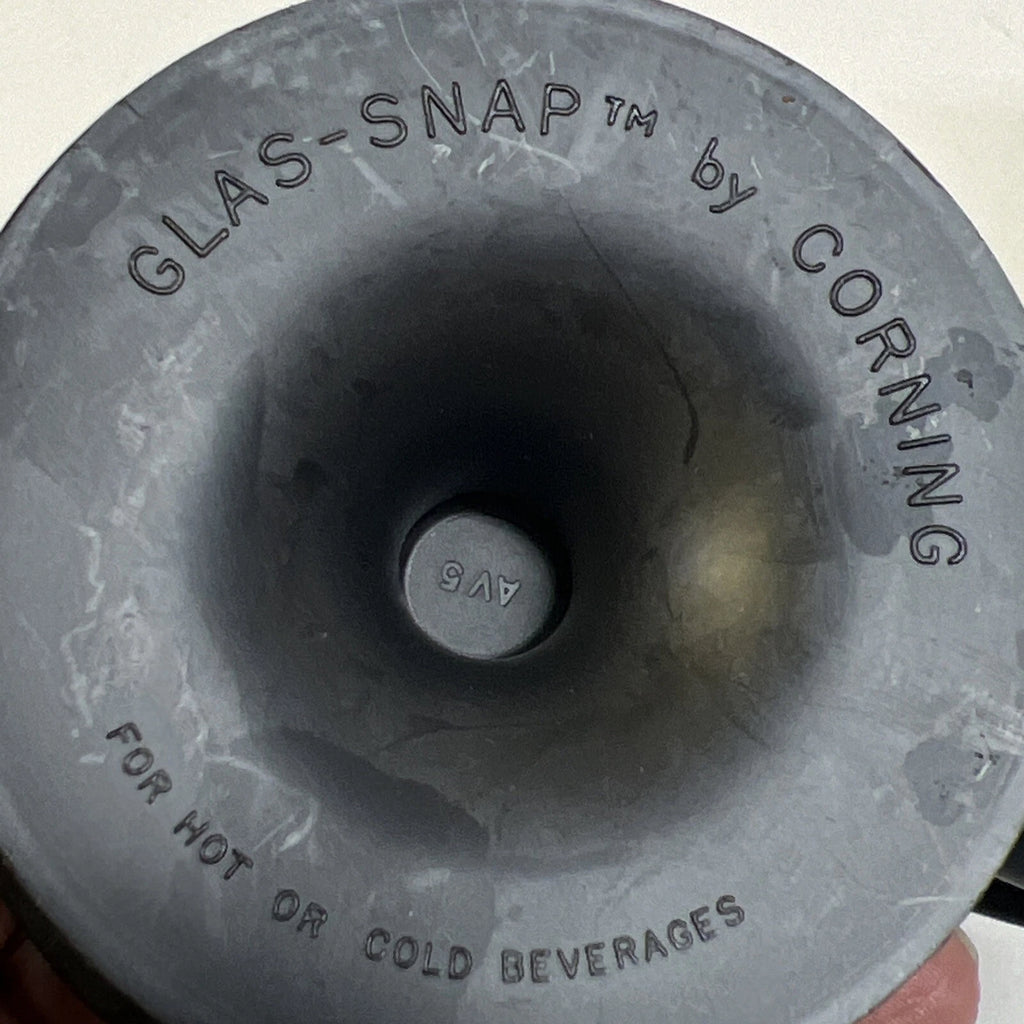 GLAS-SNAP™ by CORNING
AV5
FOR HOT OR COLD BEVERAGES